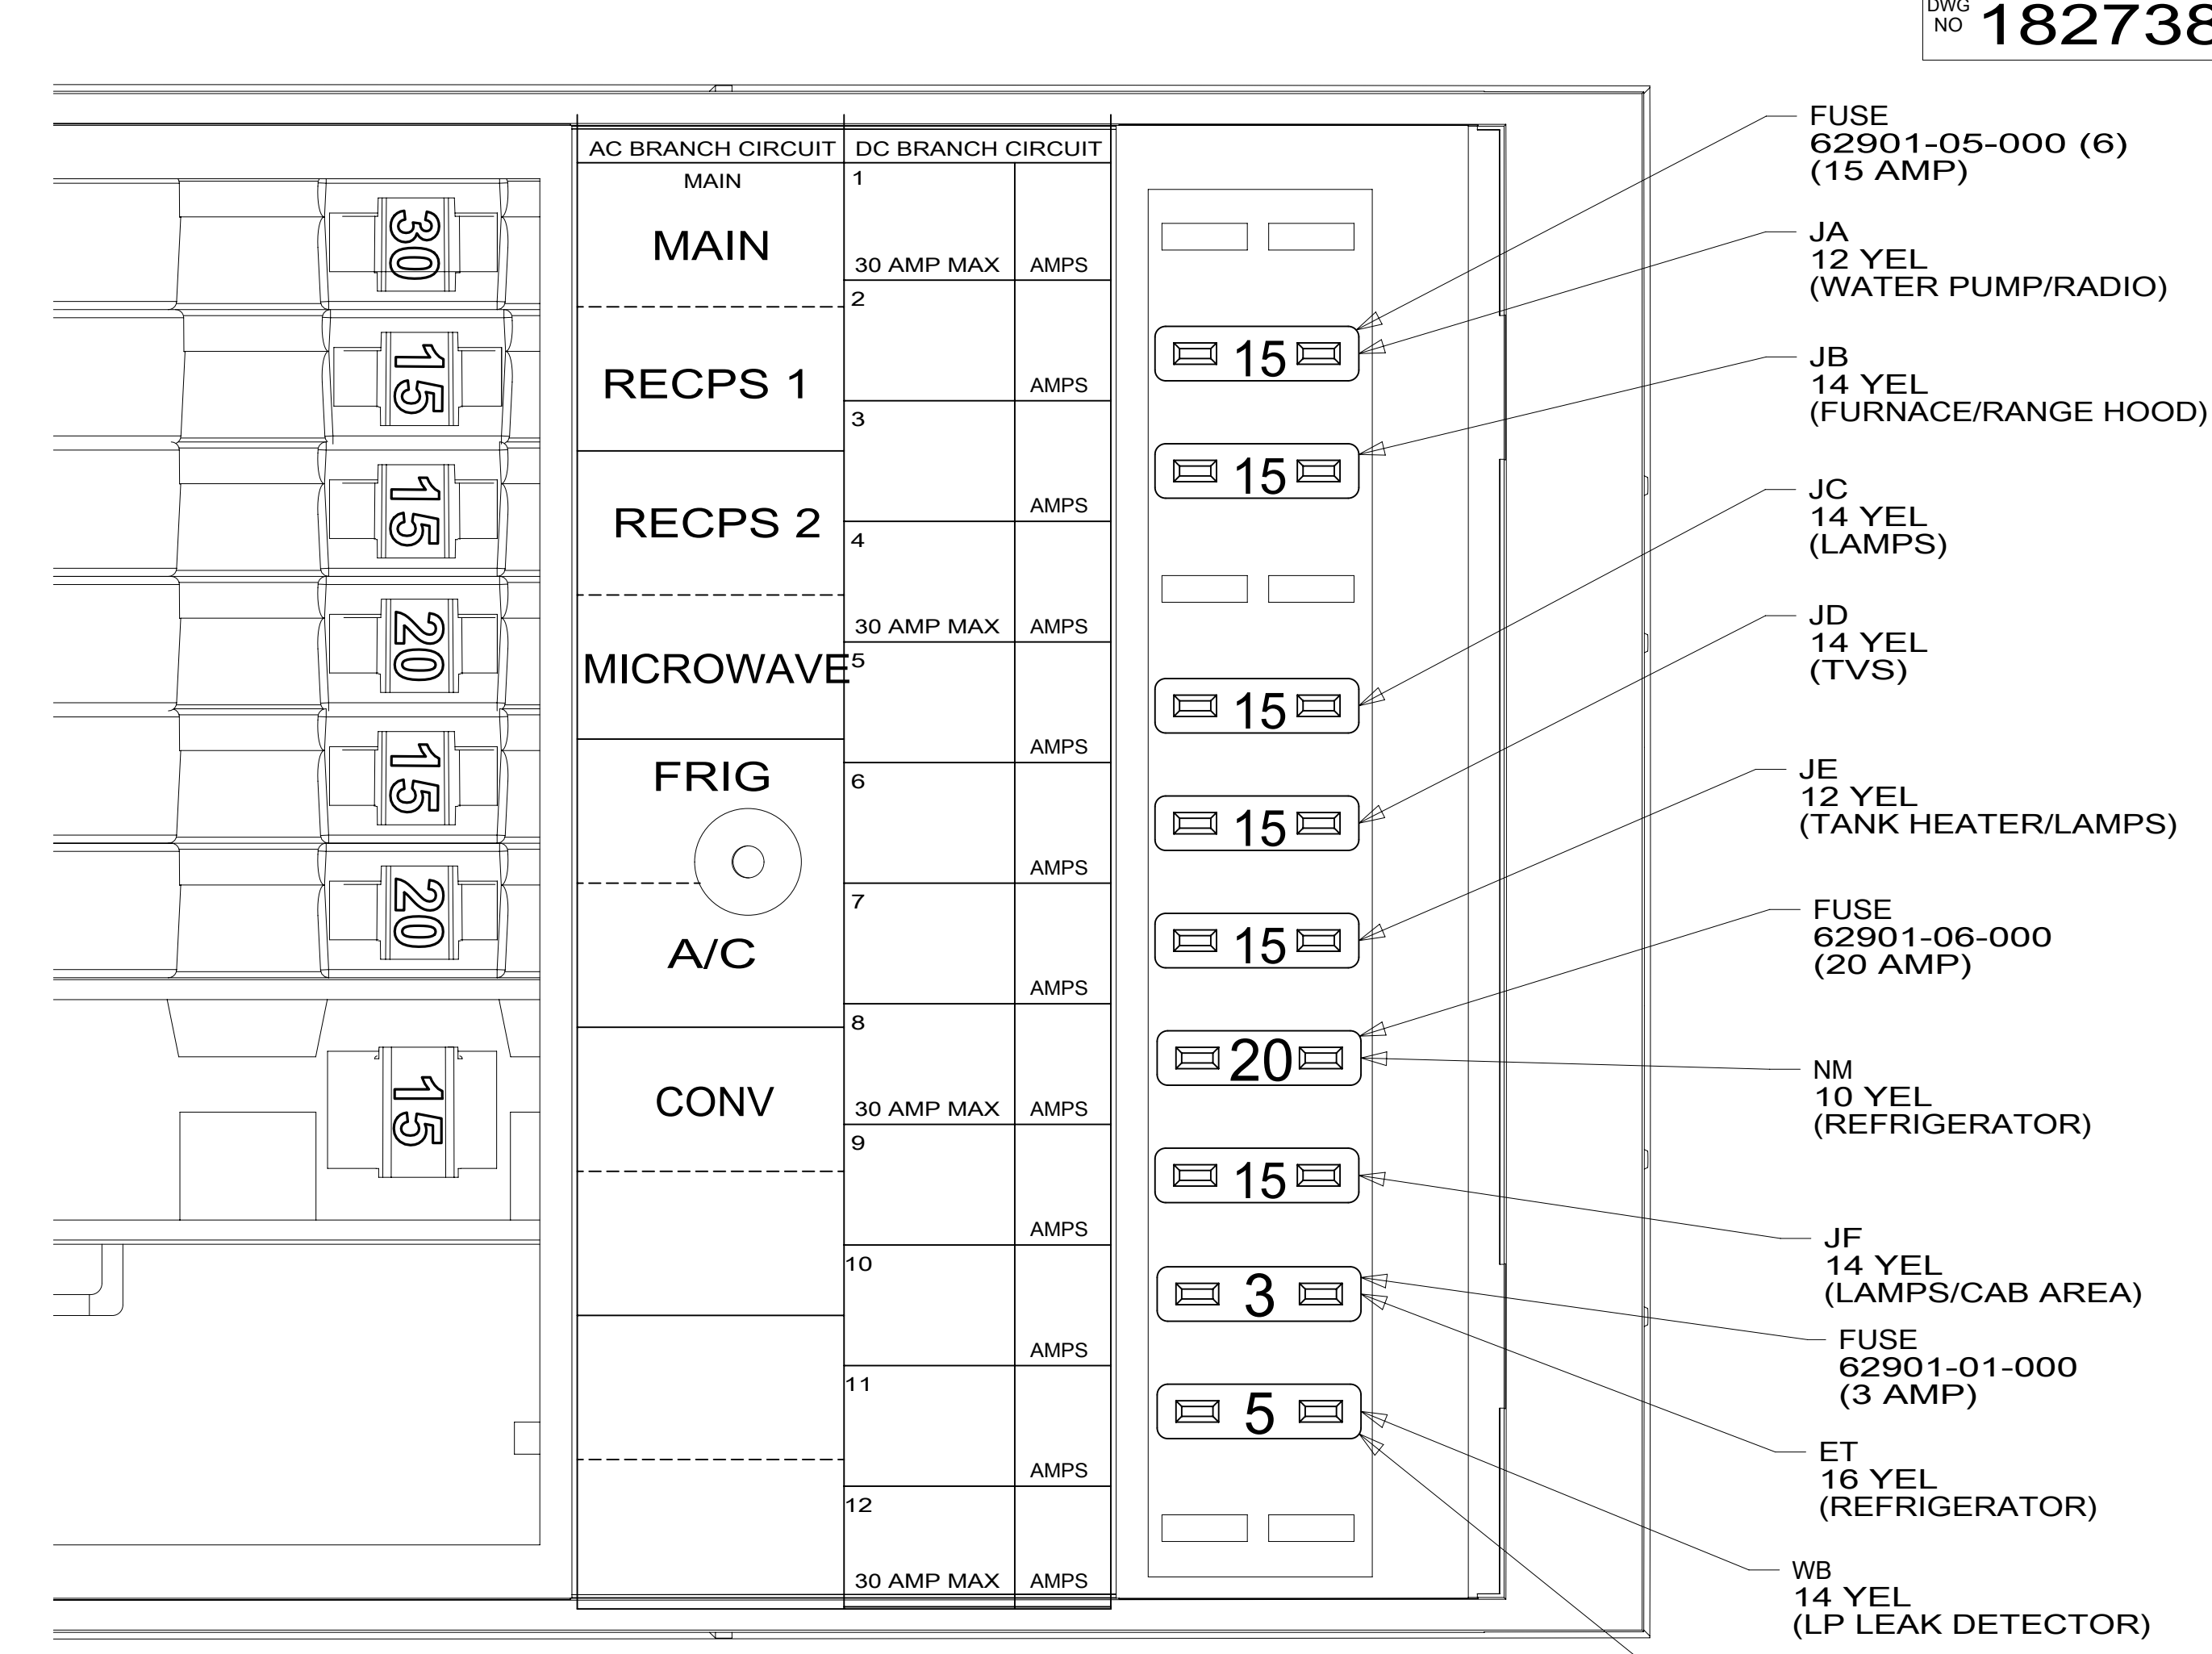 DWG
NO 182738
30
15
15
20
15
20
15
AC BRANCH CIRCUIT
MAIN
MAIN
RECPS 1
RECPS 2
MICROWAVE
FRIG
A/C
CONV
DC BRANCH CIRCUIT
1
30 AMP MAX AMPS
2
AMPS
3
AMPS
4
30 AMP MAX AMPS
5
AMPS
6
AMPS
7
AMPS
8
30 AMP MAX AMPS
9
AMPS
10
AMPS
11
AMPS
12
30 AMP MAX AMPS
15
15
15
15
15
20
15
3
5
FUSE
62901-05-000 (6)
(15 AMP)
JA
12 YEL
(WATER PUMP/RADIO)
JB
14 YEL
(FURNACE/RANGE HOOD)
JC
14 YEL
(LAMPS)
JD
14 YEL
(TVS)
JE
12 YEL
(TANK HEATER/LAMPS)
FUSE
62901-06-000
(20 AMP)
NM
10 YEL
(REFRIGERATOR)
JF
14 YEL
(LAMPS/CAB AREA)
FUSE
62901-01-000
(3 AMP)
ET
16 YEL
(REFRIGERATOR)
WB
14 YEL
(LP LEAK DETECTOR)